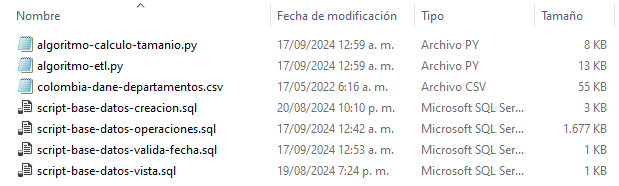 Nombre Fecha de modificación Tipo Tamaño
algoritmo-calculo-tamanio.py 17/09/2024 12:59 a. m. Archivo PY 8 KB
algoritmo-etl.py 17/09/2024 12:59 a. m. Archivo PY 13 KB
colombia-dane-departamentos.csv 17/05/2022 6:16 a. m. Archivo CSV 55 KB
script-base-datos-creacion.sql 20/08/2024 10:10 p. m. Microsoft SQL Ser... 3 KB
script-base-datos-operaciones.sql 17/09/2024 12:42 a. m. Microsoft SQL Ser... 1.677 KB
script-base-datos-valida-fecha.sql 17/09/2024 12:53 a. m. Microsoft SQL Ser... 1 KB
script-base-datos-vista.sql 19/08/2024 7:24 p. m. Microsoft SQL Ser... 1 KB